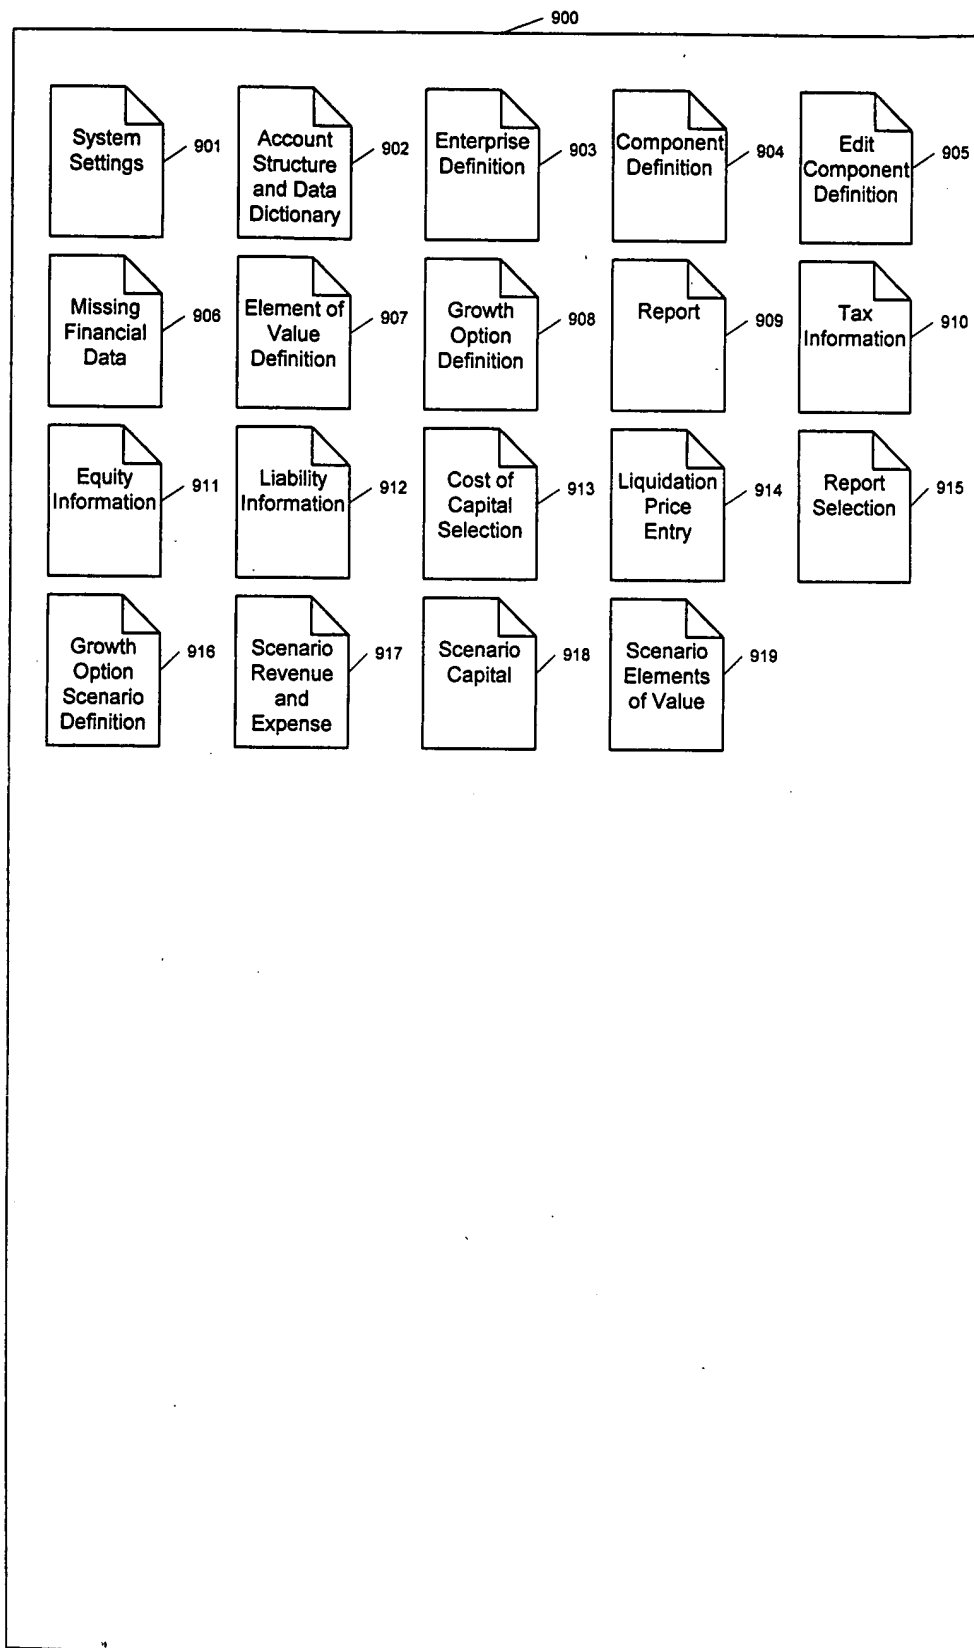 900
System
Settings
901
Account
Structure
and Data
Dictionary
902
Enterprise
Definition
903
Component
Definition
904
Edit
Component
Definition
905
Missing
Financial
Data
906
Element of
Value
Definition
907
Growth
Option
Definition
908
Report
909
Tax
Information
910
Equity
Information
911
Liability
Information
912
Cost of
Capital
Selection
913
Liquidation
Price
Entry
914
Report
Selection
915
Growth
Option
Scenario
Definition
916
Scenario
Revenue
and
Expense
917
Scenario
Capital
918
Scenario
Elements
of Value
919